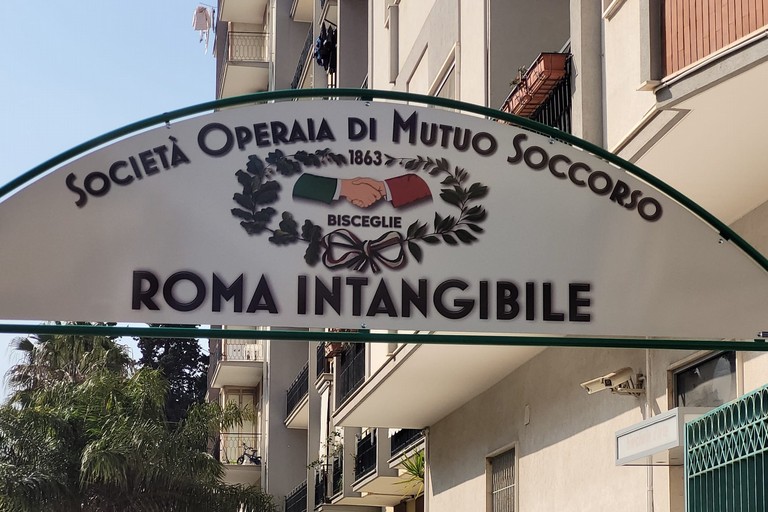 Società Operaia di Mutuo Soccorso
1863
BISCEGLIE
ROMA INTANGIBILE